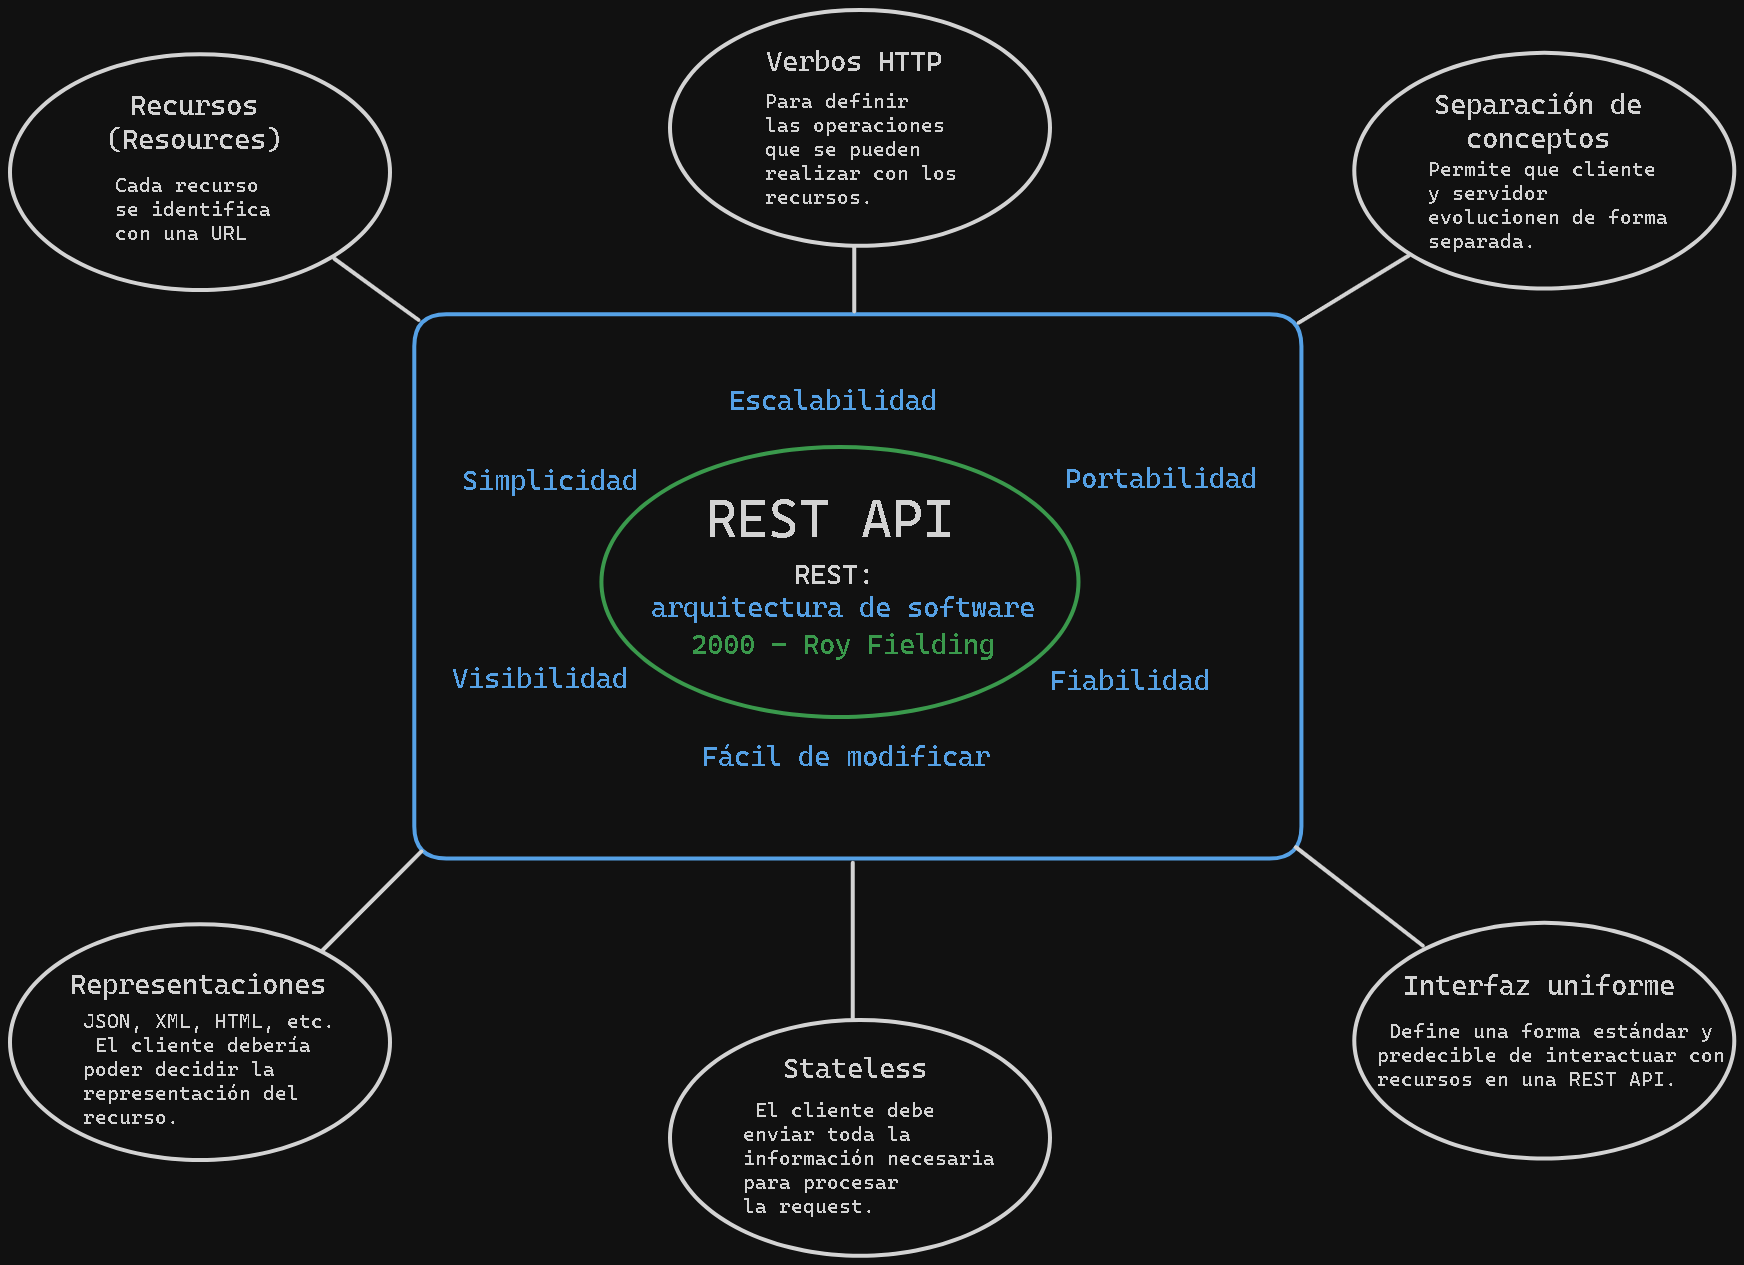 Recursos
(Resources)
Cada recurso
se identifica
con una URL
Verbos HTTP
Para definir
las operaciones
que se pueden
realizar con los
recursos.
Separación de
conceptos
Permite que cliente
y servidor
evolucionen de forma
separada.
Escalabilidad
Simplicidad
Portabilidad
REST API
REST:
arquitectura de software
2000 - Roy Fielding
Visibilidad
Fiabilidad
Fácil de modificar
Representaciones
JSON, XML, HTML, etc.
El cliente debería
poder decidir la
representación del
recurso.
Stateless
El cliente debe
enviar toda la
información necesaria
para procesar
la request.
Interfaz uniforme
Define una forma estándar y
predecible de interactuar con
recursos en una REST API.